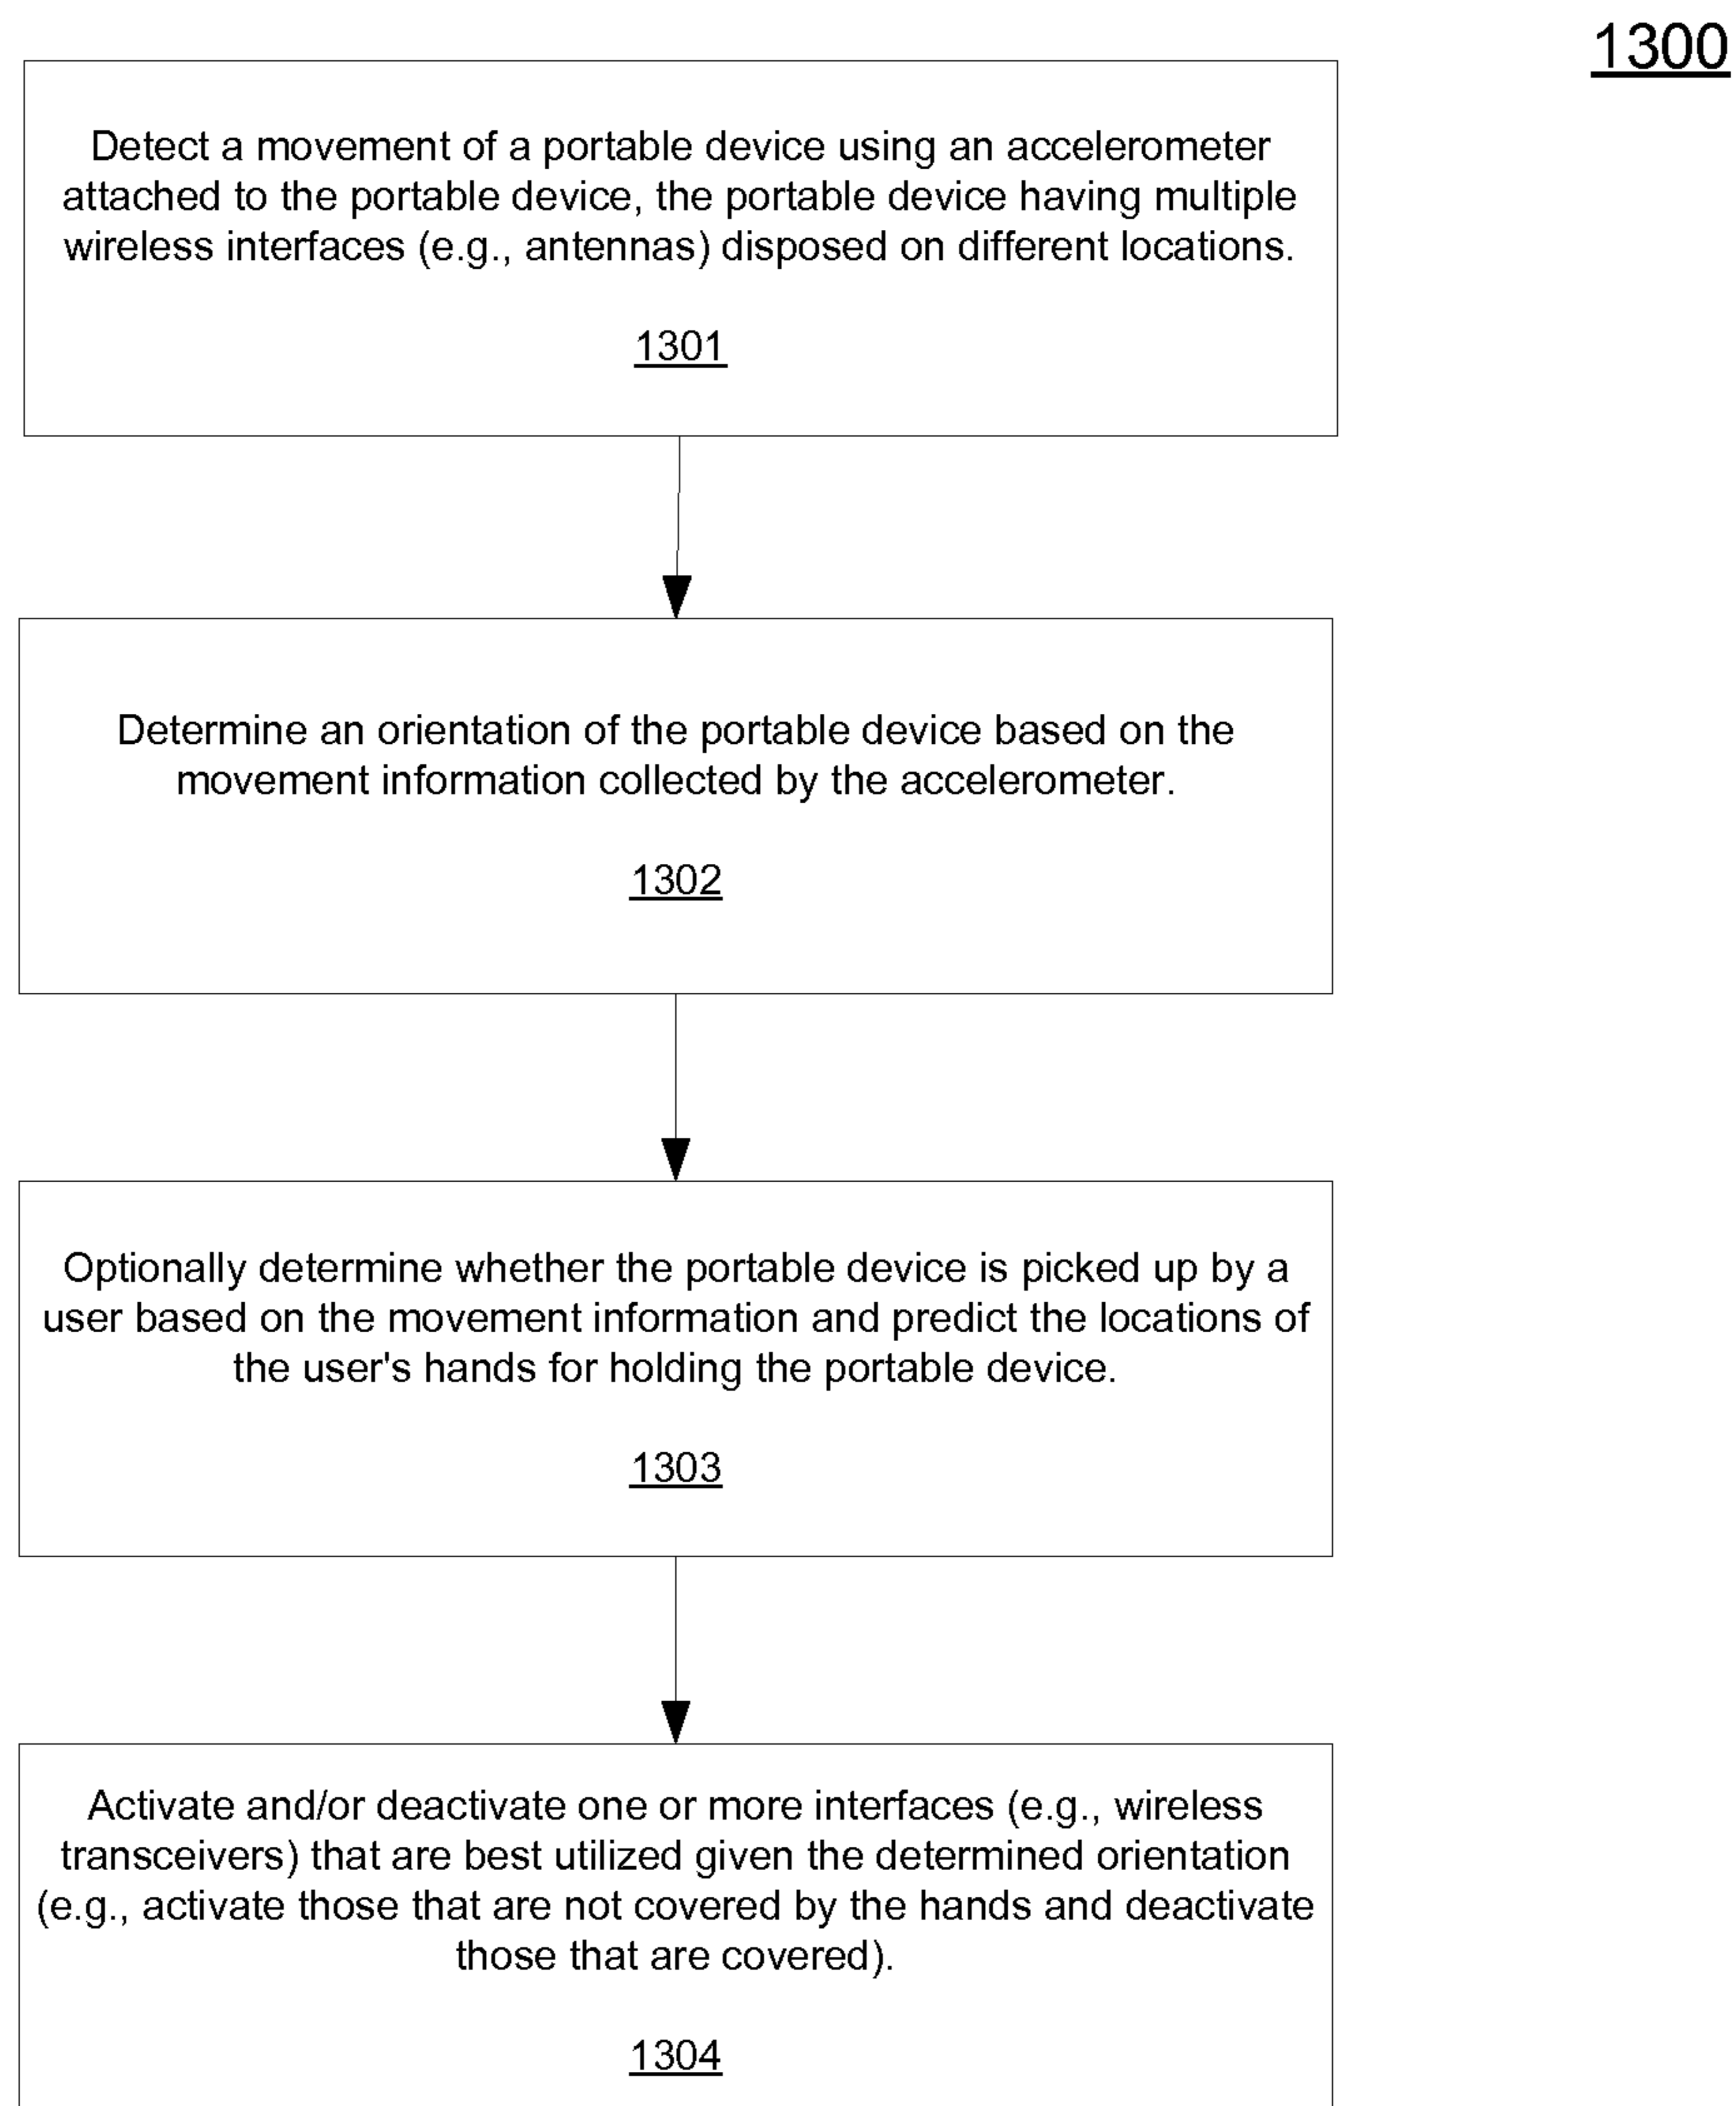 1300
Detect a movement of a portable device using an accelerometer
attached to the portable device, the portable device having multiple
wireless interfaces (e.g., antennas) disposed on different locations.
1301
Determine an orientation of the portable device based on the
movement information collected by the accelerometer.
1302
Optionally determine whether the portable device is picked up by a
user based on the movement information and predict the locations of
the user's hands for holding the portable device.
1303
Activate and/or deactivate one or more interfaces (e.g., wireless
transceivers) that are best utilized given the determined orientation
(e.g., activate those that are not covered by the hands and deactivate
those that are covered).
1304